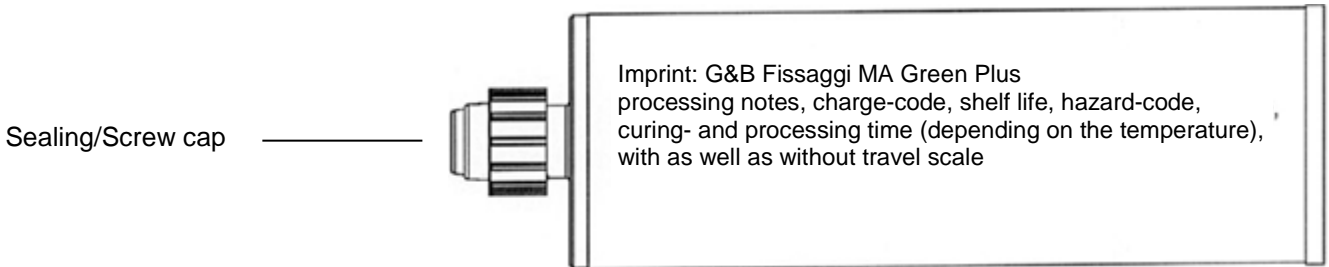 Imprint: G&B Fissaggi MA Green Plus
processing notes, charge-code, shelf life, hazard-code,
curing- and processing time (depending on the temperature),
with as well as without travel scale
Sealing/Screw cap